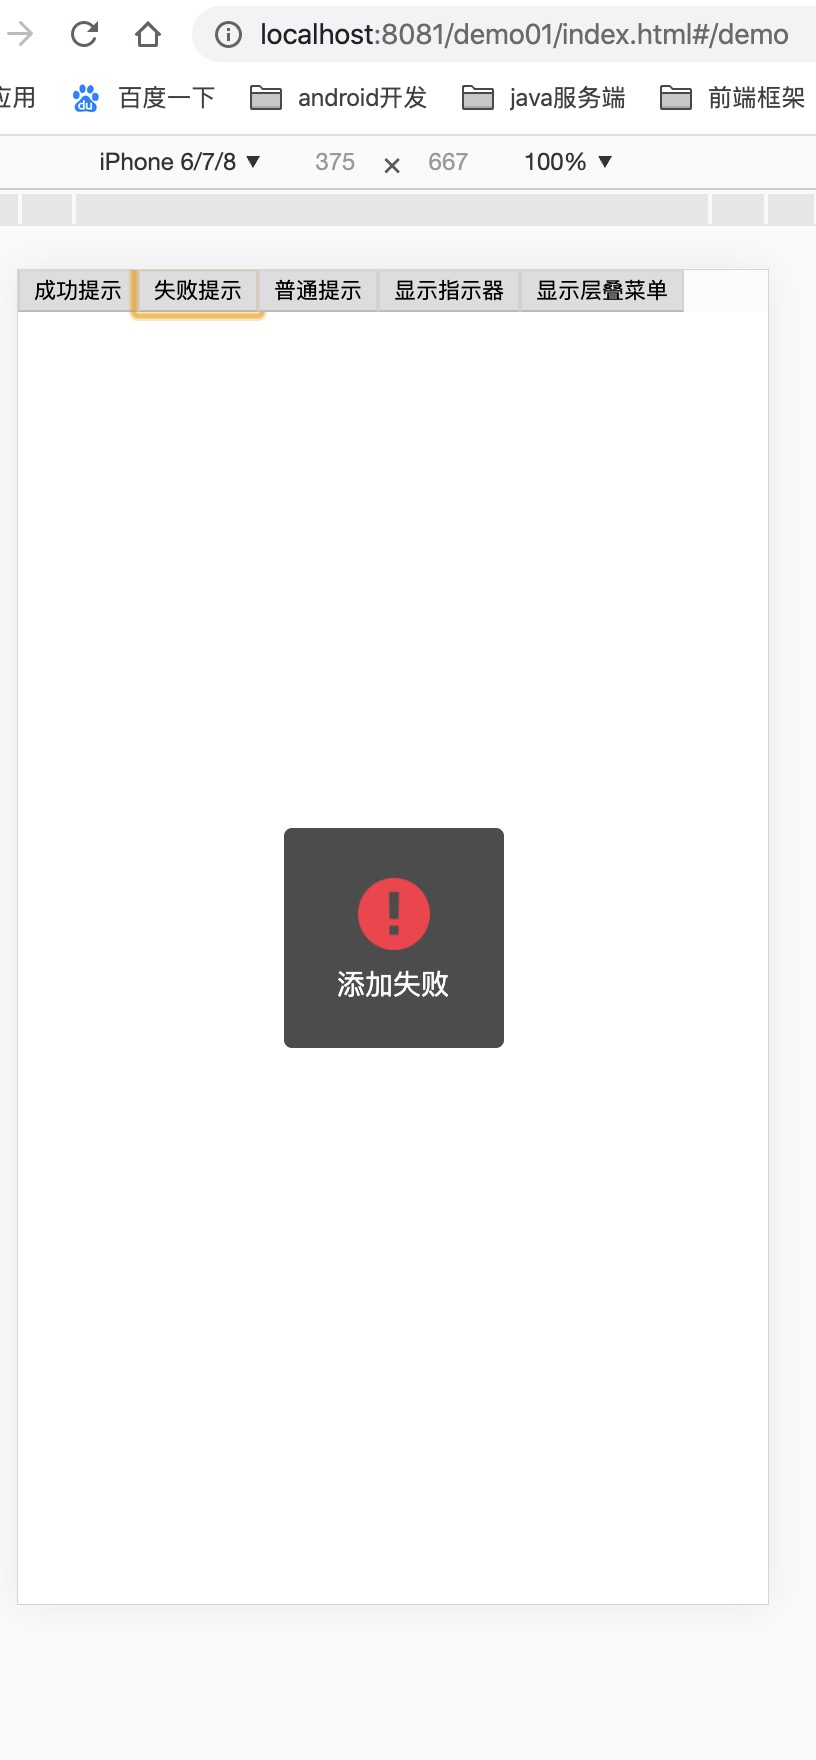 localhost:8081/demo01/index.html#/demo
应用 百度一下 android开发 java服务端 前端框架
iPhone 6/7/8 ▼ 375 × 667 100% ▼
成功提示 失败提示 普通提示 显示指示器 显示层叠菜单
添加失败